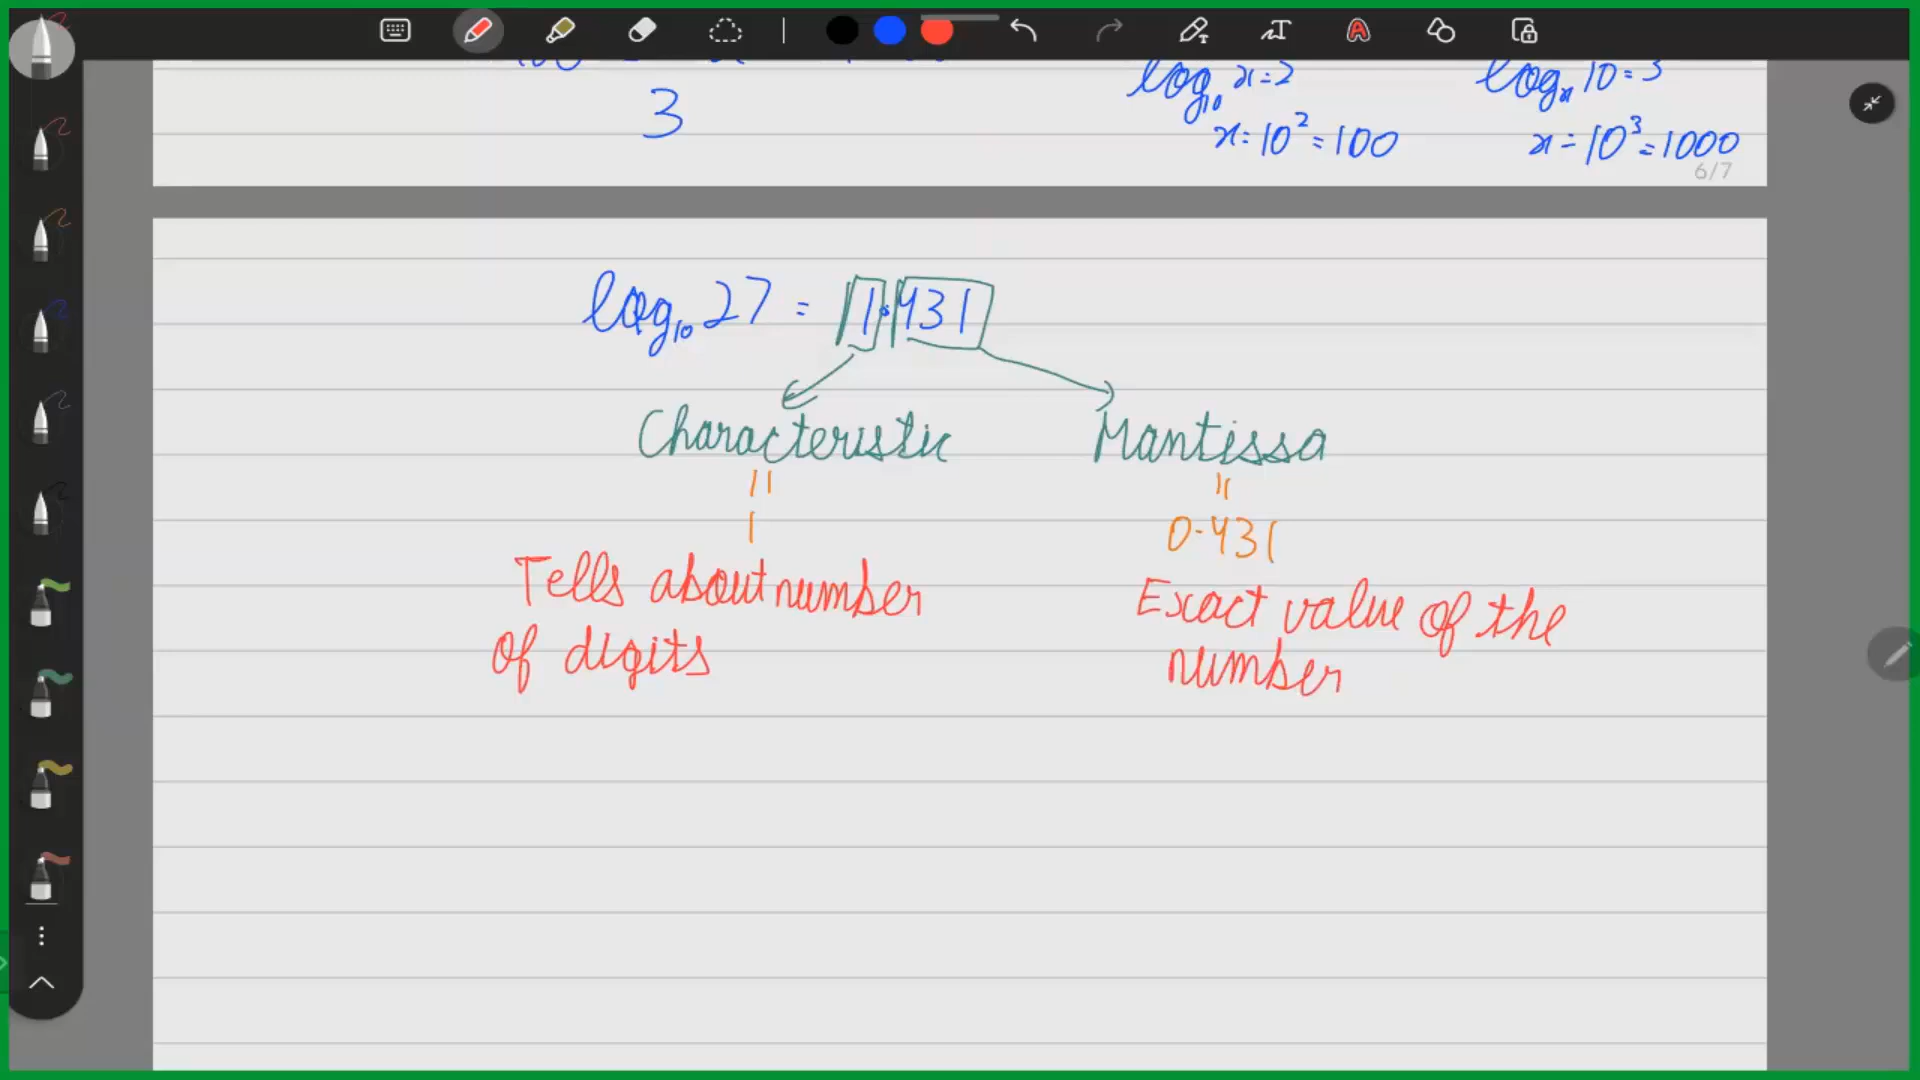 3
log₁₀ x=2
x=10²=100
logₓ 10=3
x=10³=1000
6/7
log₁₀ 27 = 1.431
Characteristic
Mantissa
1
0.431
Tells about number
of digits
Exact value of the
number